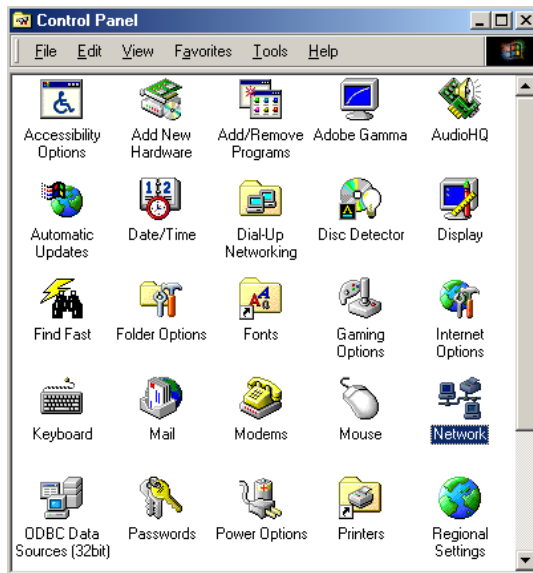 Control Panel
File Edit View Favorites Tools Help
Accessibility Options
Add New Hardware
Add/Remove Programs
Adobe Gamma
AudioHQ
Automatic Updates
Date/Time
Dial-Up Networking
Disc Detector
Display
Find Fast
Folder Options
Fonts
Gaming Options
Internet Options
Keyboard
Mail
Modems
Mouse
Network
ODBC Data Sources (32bit)
Passwords
Power Options
Printers
Regional Settings